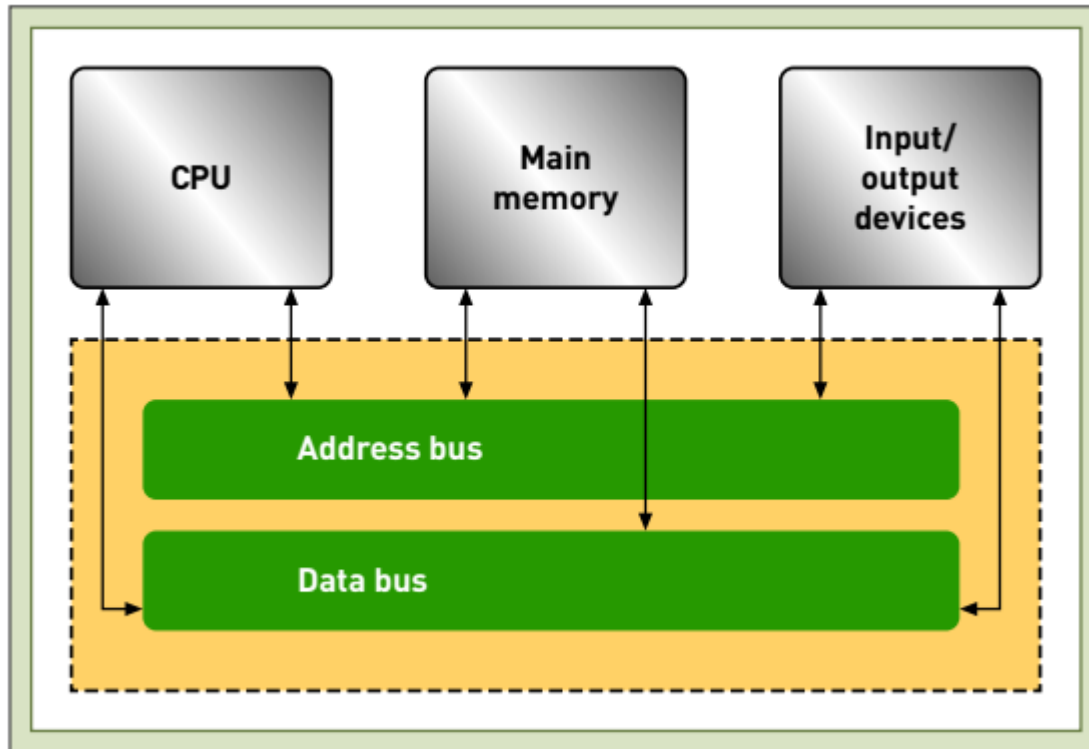 CPU
Main
memory
Input/
output
devices
Address bus
Data bus